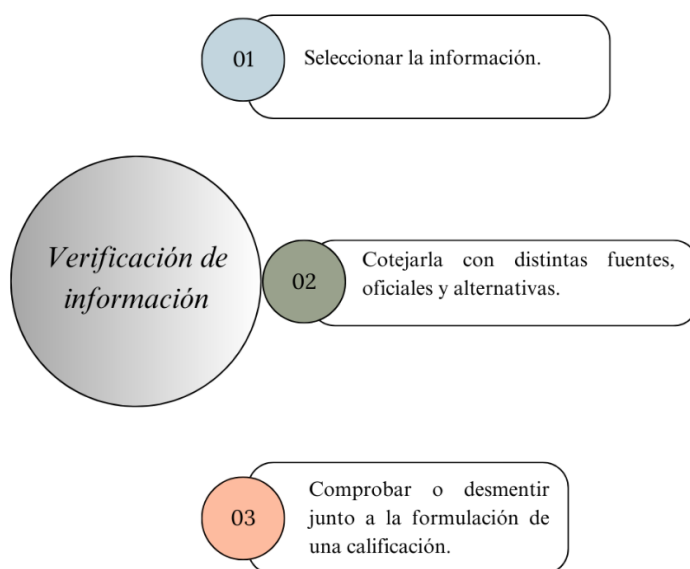 01
Seleccionar la información.
Verificación de
información
02
Cotejarla con distintas fuentes,
oficiales y alternativas.
03
Comprobar o desmentir
junto a la formulación de
una calificación.